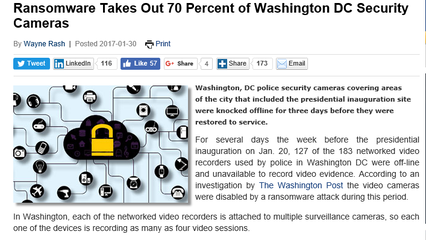 Ransomware Takes Out 70 Percent of Washington DC Security
Cameras
By Wayne Rash | Posted 2017-01-30 Print
Tweet LinkedIn 116 Like 57 Share 4 Share 173 Email
Washington, DC police security cameras covering areas
of the city that included the presidential inauguration site
were knocked offline for three days before they were
restored to service.
For several days the week before the presidential
inauguration on Jan. 20, 127 of the 183 networked video
recorders used by police in Washington DC were off-line
and unavailable to record video evidence. According to an
investigation by The Washington Post the video cameras
were disabled by a ransomware attack during this period.
In Washington, each of the networked video recorders is attached to multiple surveillance cameras, so each
one of the devices is recording as many as four video sessions.